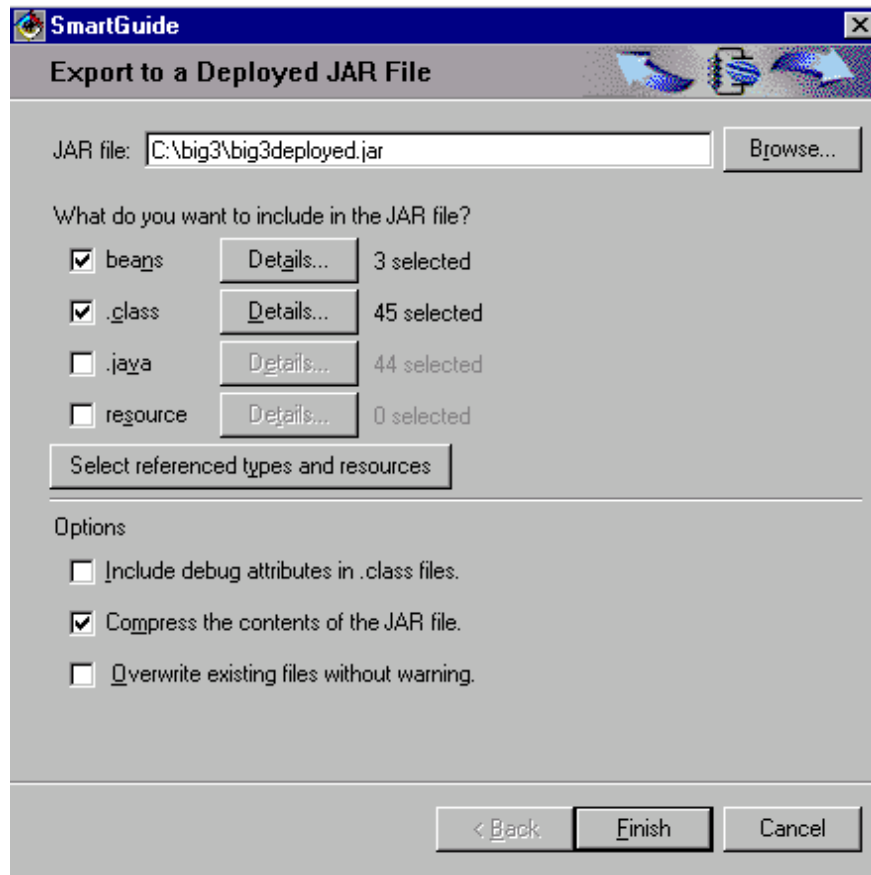 SmartGuide
Export to a Deployed JAR File
JAR file: C:\big3\big3deployed.jar Browse...
What do you want to include in the JAR file?
beans Details... 3 selected
.class Details... 45 selected
.java Details... 44 selected
resource Details... 0 selected
Select referenced types and resources
Options
Include debug attributes in .class files.
Compress the contents of the JAR file.
Overwrite existing files without warning.
< Back Finish Cancel